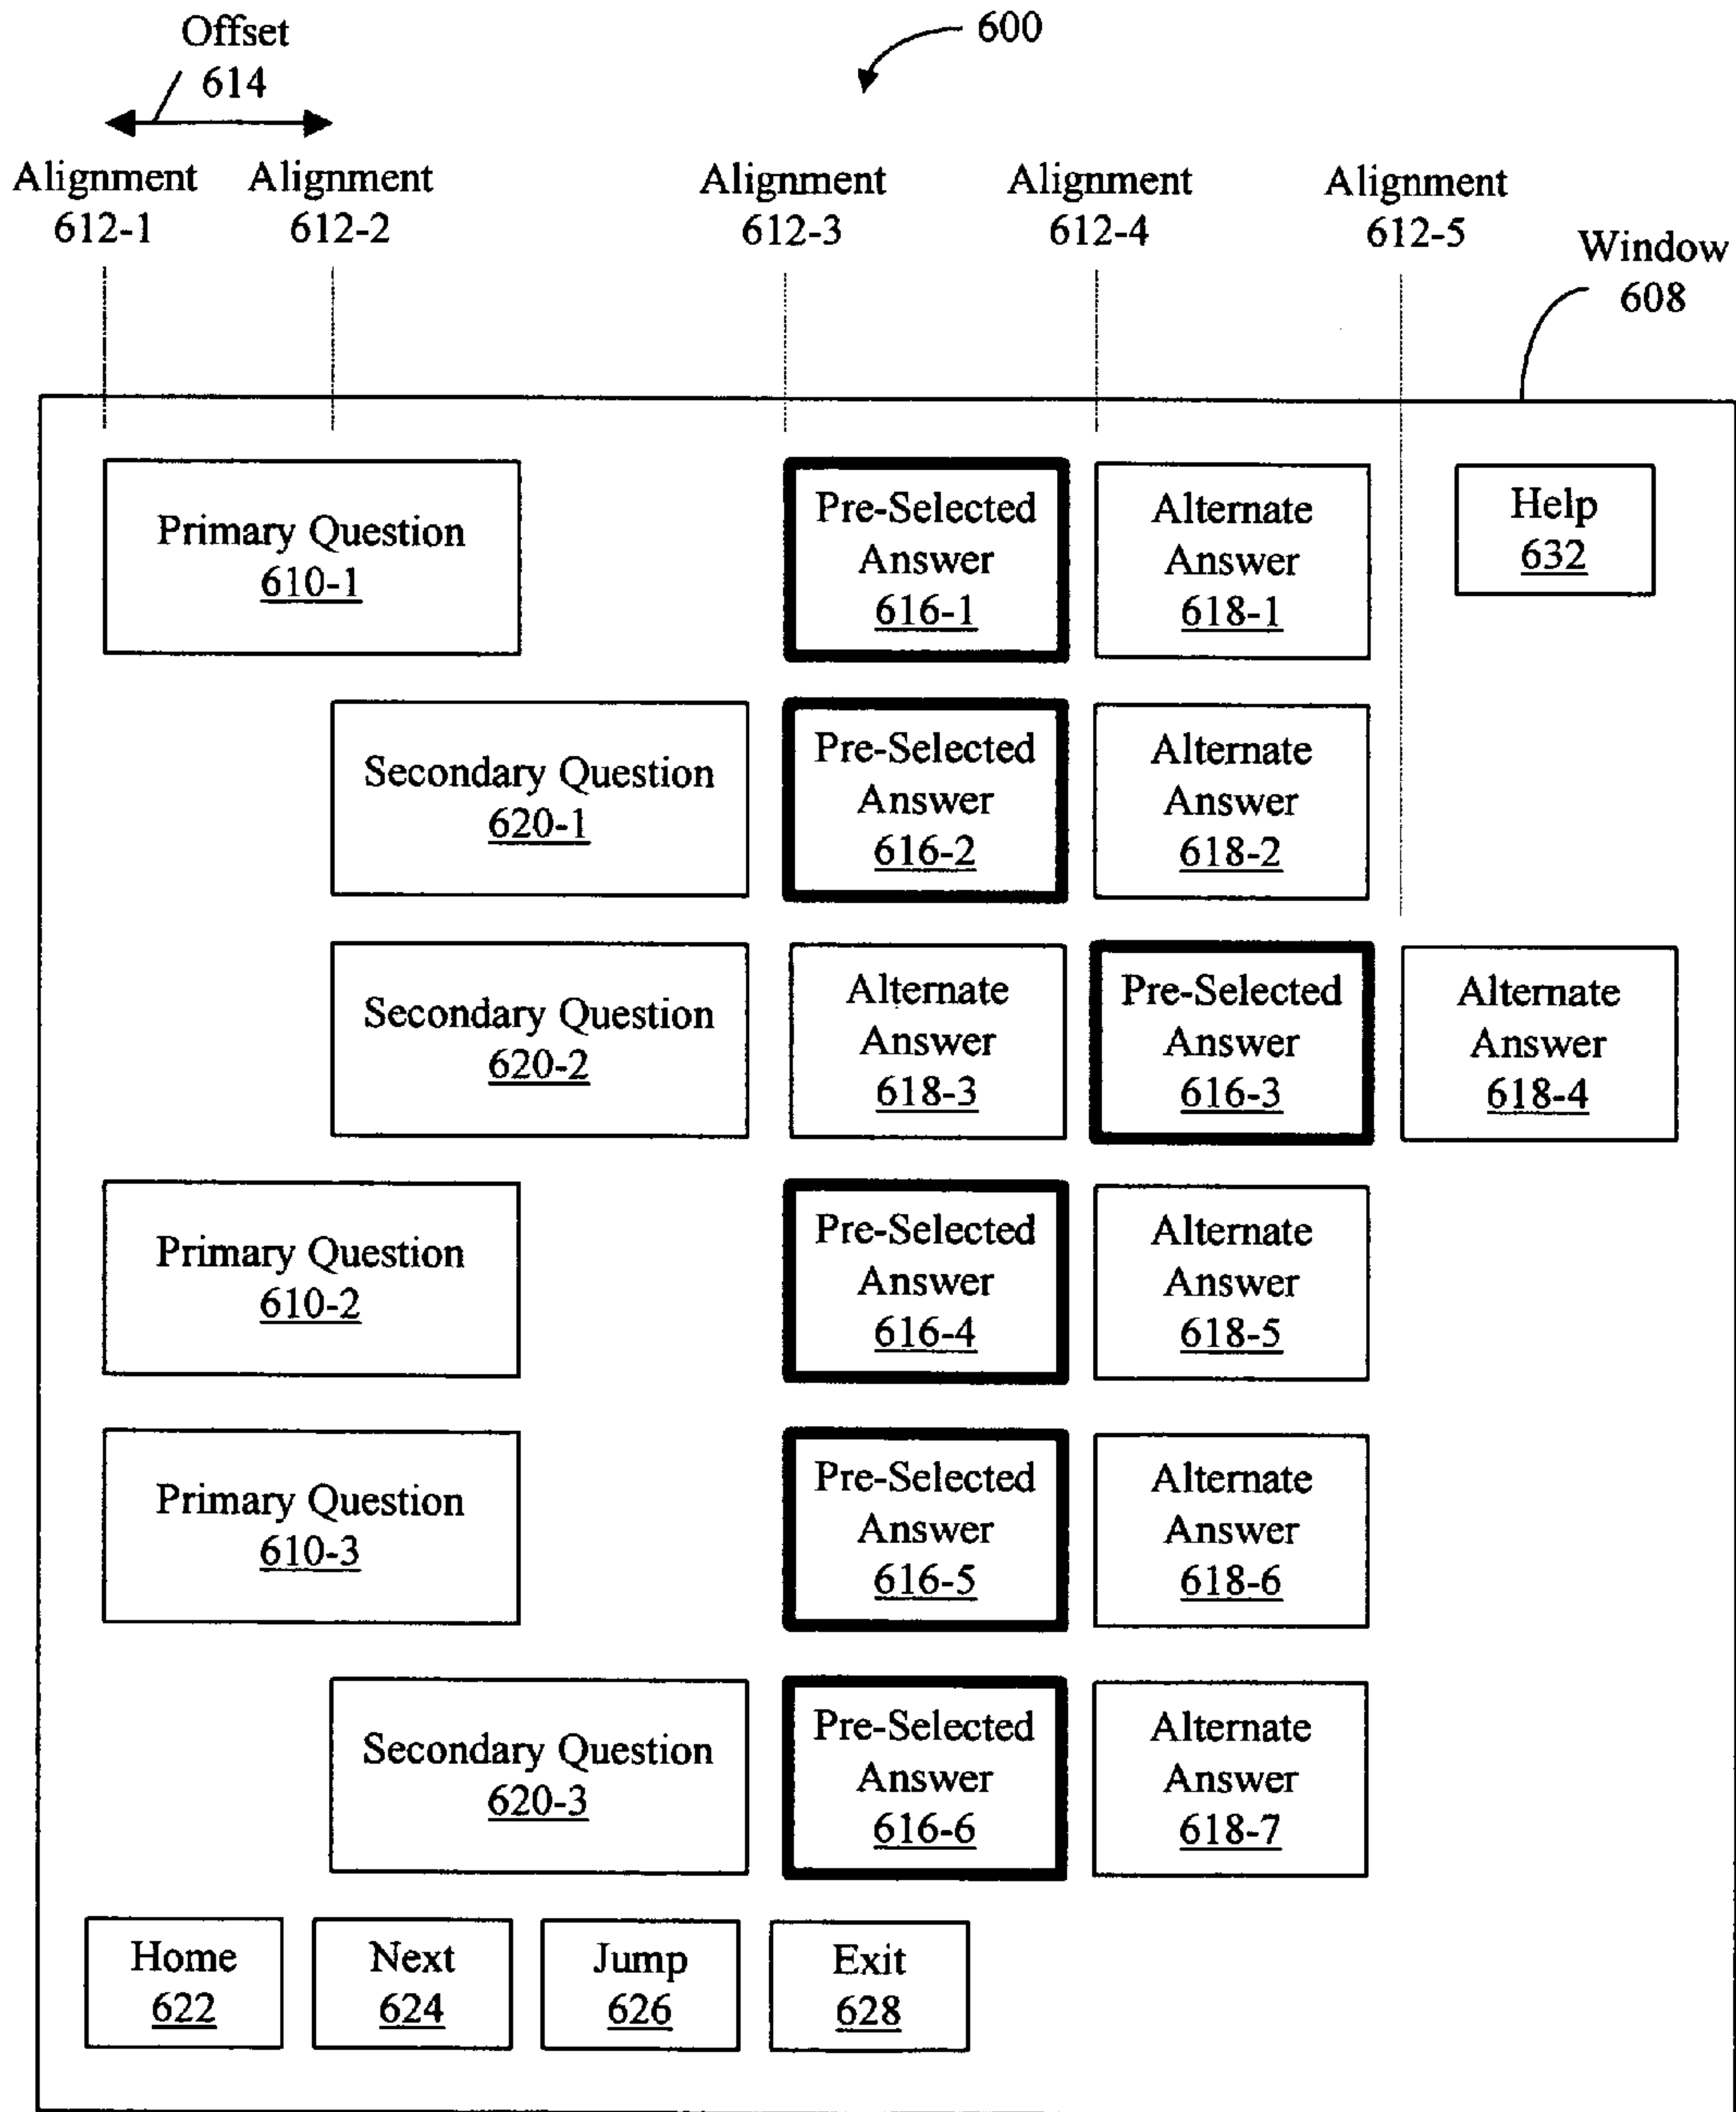 Offset
614
600
Alignment
612-1
Alignment
612-2
Alignment
612-3
Alignment
612-4
Alignment
612-5
Window
608
Primary Question
610-1
Pre-Selected
Answer
616-1
Alternate
Answer
618-1
Help
632
Secondary Question
620-1
Pre-Selected
Answer
616-2
Alternate
Answer
618-2
Secondary Question
620-2
Alternate
Answer
618-3
Pre-Selected
Answer
616-3
Alternate
Answer
618-4
Primary Question
610-2
Pre-Selected
Answer
616-4
Alternate
Answer
618-5
Primary Question
610-3
Pre-Selected
Answer
616-5
Alternate
Answer
618-6
Secondary Question
620-3
Pre-Selected
Answer
616-6
Alternate
Answer
618-7
Home
622
Next
624
Jump
626
Exit
628